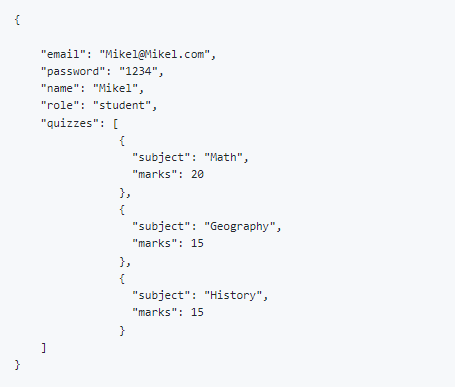 {
"email": "Mikel@Mikel.com",
"password": "1234",
"name": "Mikel",
"role": "student",
"quizzes": [
{
"subject": "Math",
"marks": 20
},
{
"subject": "Geography",
"marks": 15
},
{
"subject": "History",
"marks": 15
}
]
}